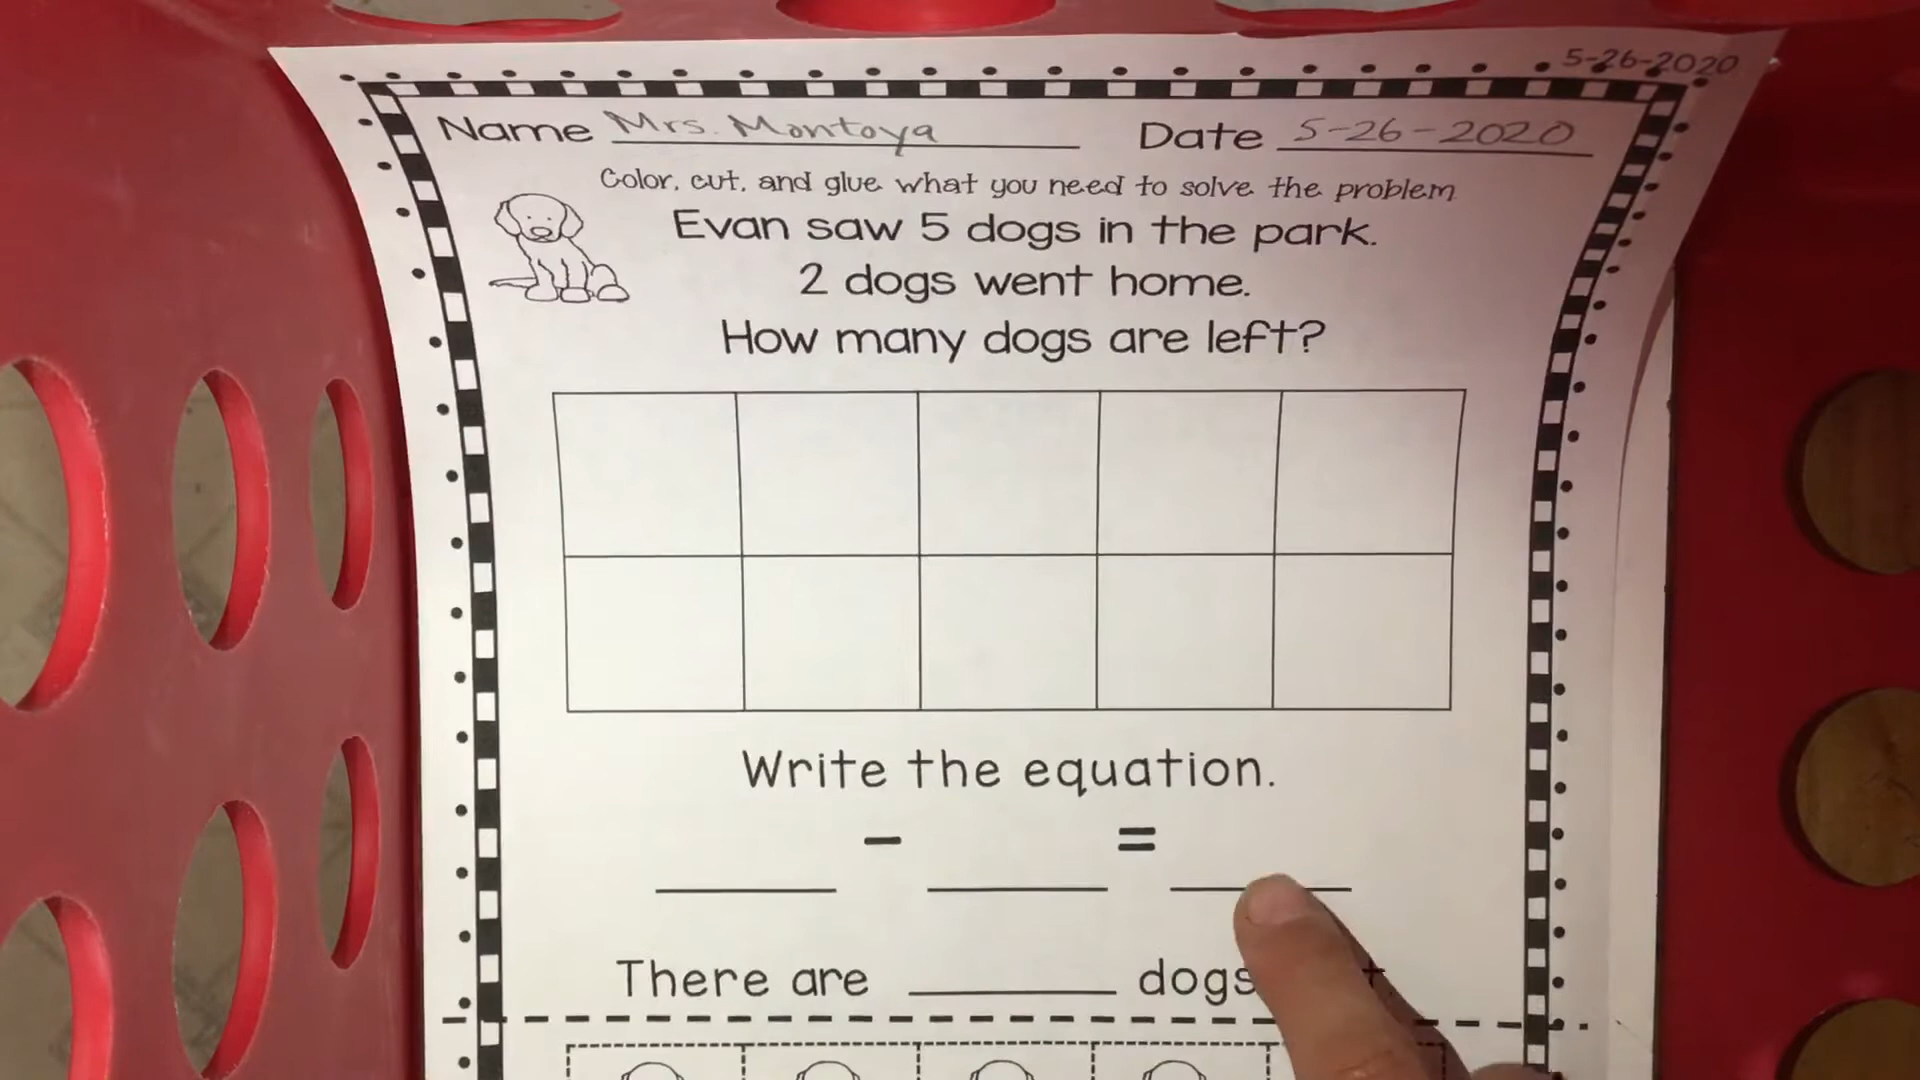 5-26-2020
Name Mrs. Montoya Date 5-26-2020
Color, cut, and glue what you need to solve the problem
Evan saw 5 dogs in the park.
2 dogs went home.
How many dogs are left?
Write the equation.
- =
There are dogs